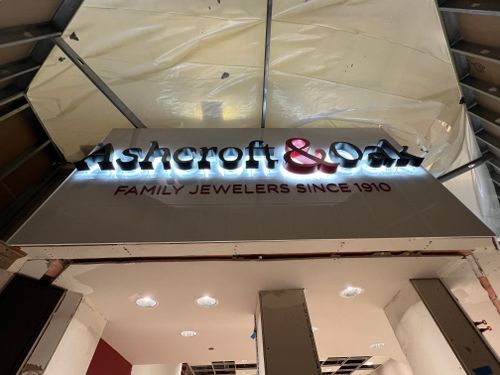 Ashcroft & Oak
FAMILY JEWELERS SINCE 1910